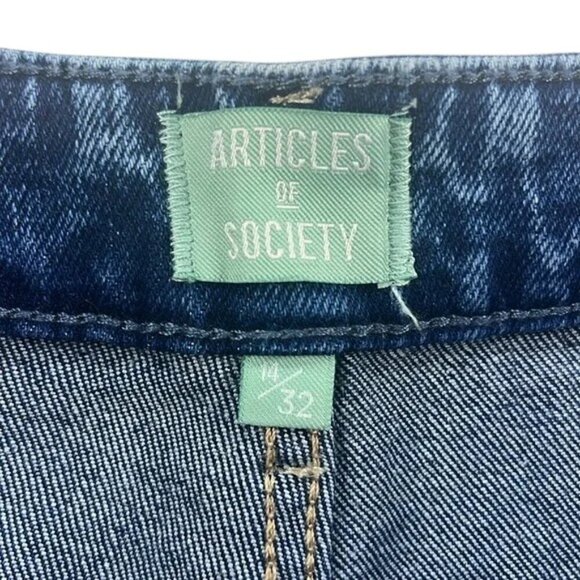 ARTICLES
OF
SOCIETY
14/32